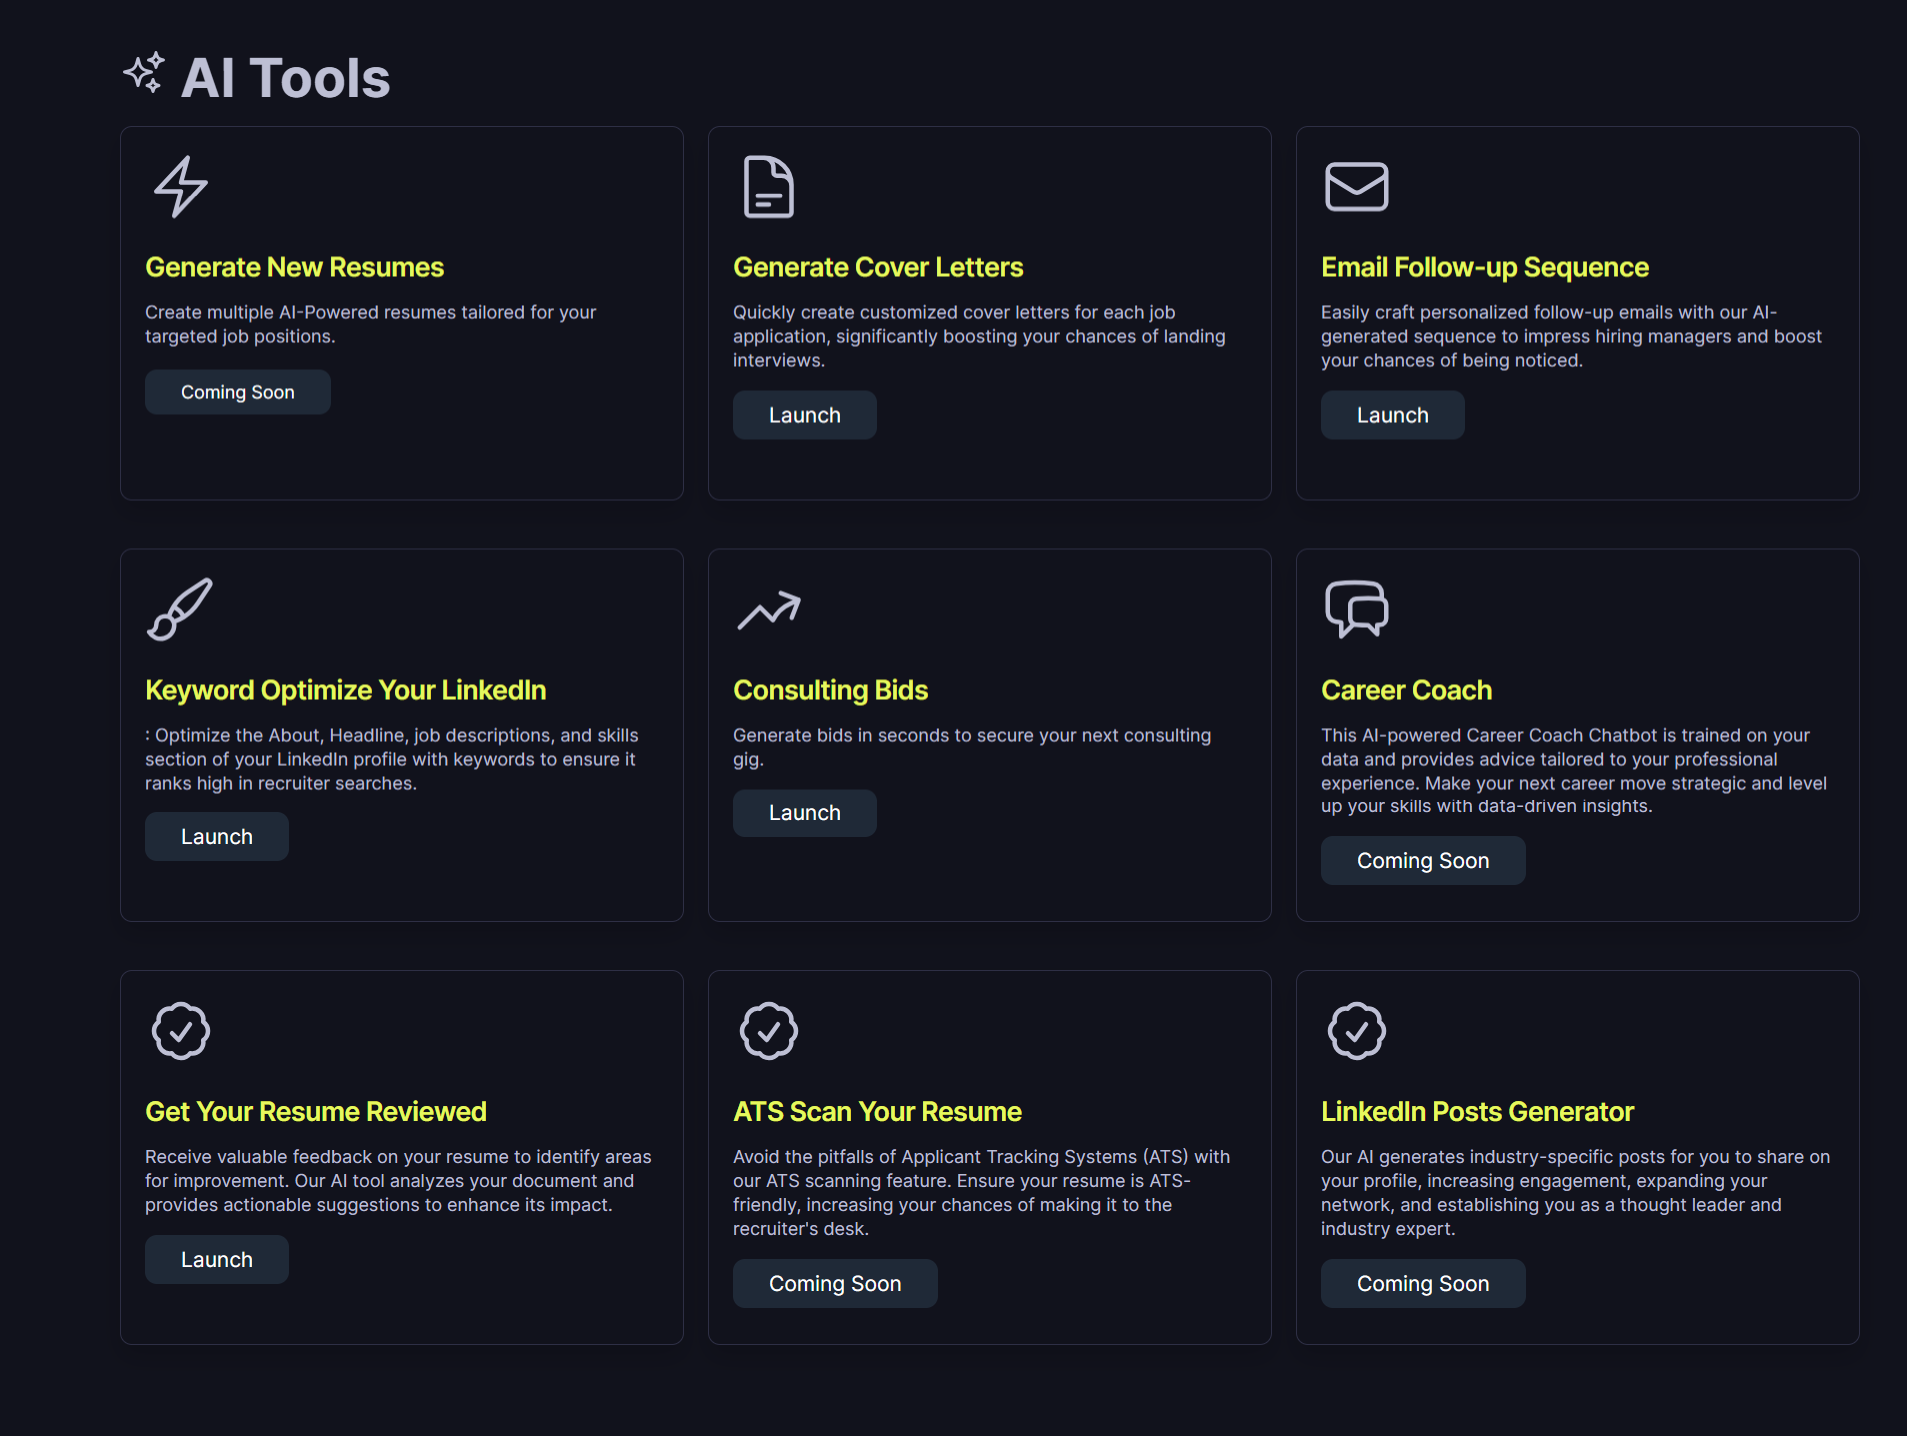 AI Tools
Generate New Resumes
Create multiple AI-Powered resumes tailored for your
targeted job positions.
Coming Soon
Generate Cover Letters
Quickly create customized cover letters for each job
application, significantly boosting your chances of landing
interviews.
Launch
Email Follow-up Sequence
Easily craft personalized follow-up emails with our AI-
generated sequence to impress hiring managers and boost
your chances of being noticed.
Launch
Keyword Optimize Your LinkedIn
: Optimize the About, Headline, job descriptions, and skills
section of your LinkedIn profile with keywords to ensure it
ranks high in recruiter searches.
Launch
Consulting Bids
Generate bids in seconds to secure your next consulting
gig.
Launch
Career Coach
This AI-powered Career Coach Chatbot is trained on your
data and provides advice tailored to your professional
experience. Make your next career move strategic and level
up your skills with data-driven insights.
Coming Soon
Get Your Resume Reviewed
Receive valuable feedback on your resume to identify areas
for improvement. Our AI tool analyzes your document and
provides actionable suggestions to enhance its impact.
Launch
ATS Scan Your Resume
Avoid the pitfalls of Applicant Tracking Systems (ATS) with
our ATS scanning feature. Ensure your resume is ATS-
friendly, increasing your chances of making it to the
recruiter's desk.
Coming Soon
LinkedIn Posts Generator
Our AI generates industry-specific posts for you to share on
your profile, increasing engagement, expanding your
network, and establishing you as a thought leader and
industry expert.
Coming Soon